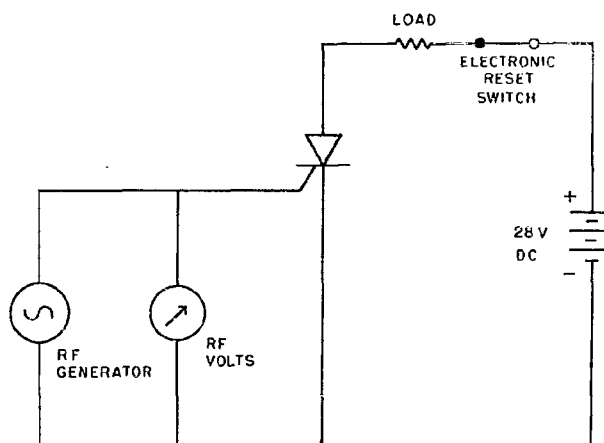 LOAD
ELECTRONIC
RESET
SWITCH
+
28 V
DC
−
RF
GENERATOR
RF
VOLTS